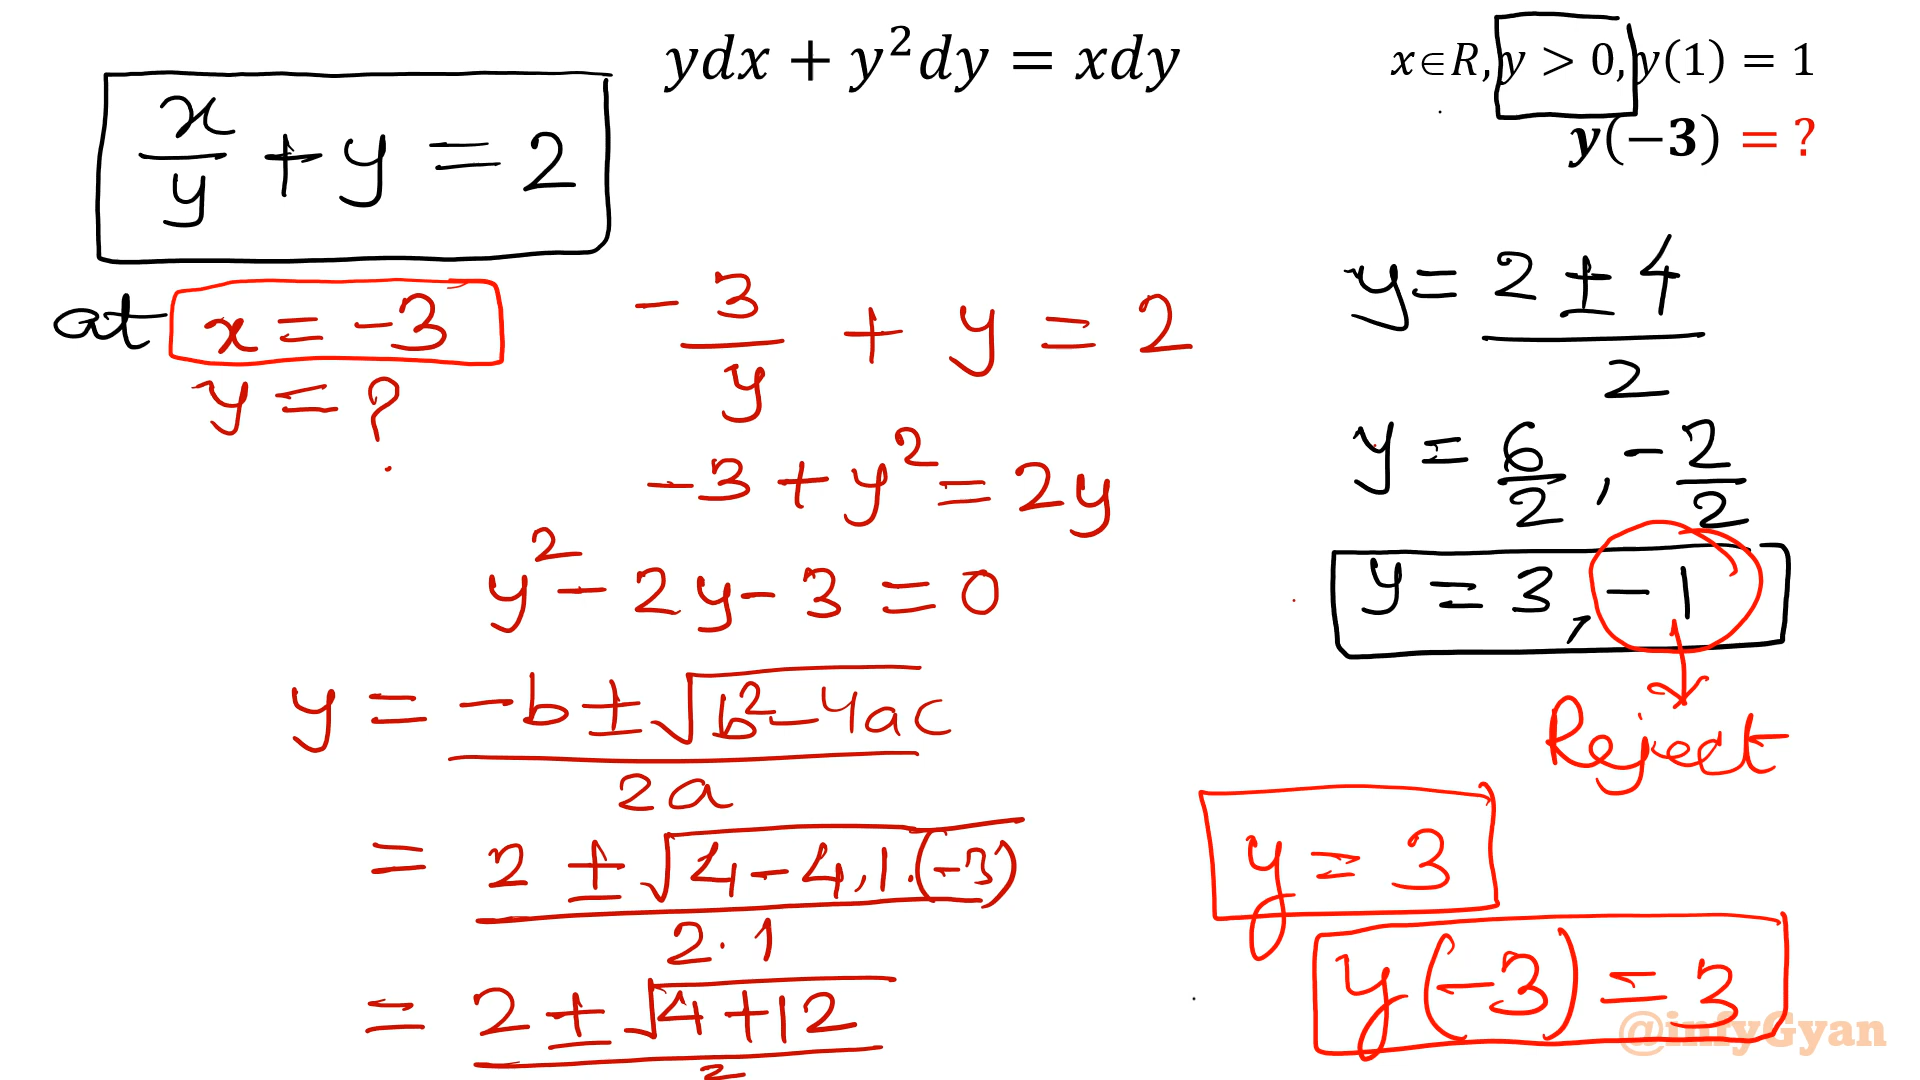 ydx + y²dy = xdy
x∈R, y > 0, y(1) = 1
y(−3) = ?
x/y + y = 2
at x = −3
y = ?
−3/y + y = 2
−3 + y² = 2y
y² − 2y − 3 = 0
y = (−b ± √(b² − 4ac))/2a
= (2 ± √(4 − 4.1.(−3)))/2·1
= (2 ± √(4 + 12))/2
y = (2 ± 4)/2
y = 6/2, −2/2
y = 3, −1
Reject
y = 3
y(−3) = 3
@infyGyan